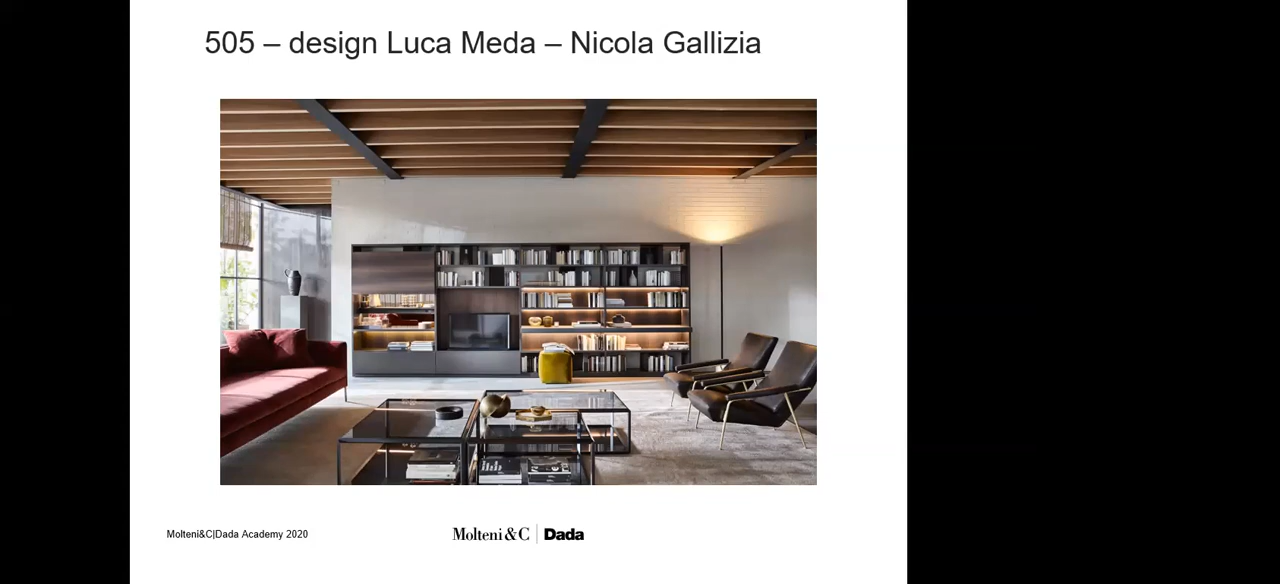 505 – design Luca Meda – Nicola Gallizia
Molteni&C|Dada Academy 2020
Molteni&C | Dada